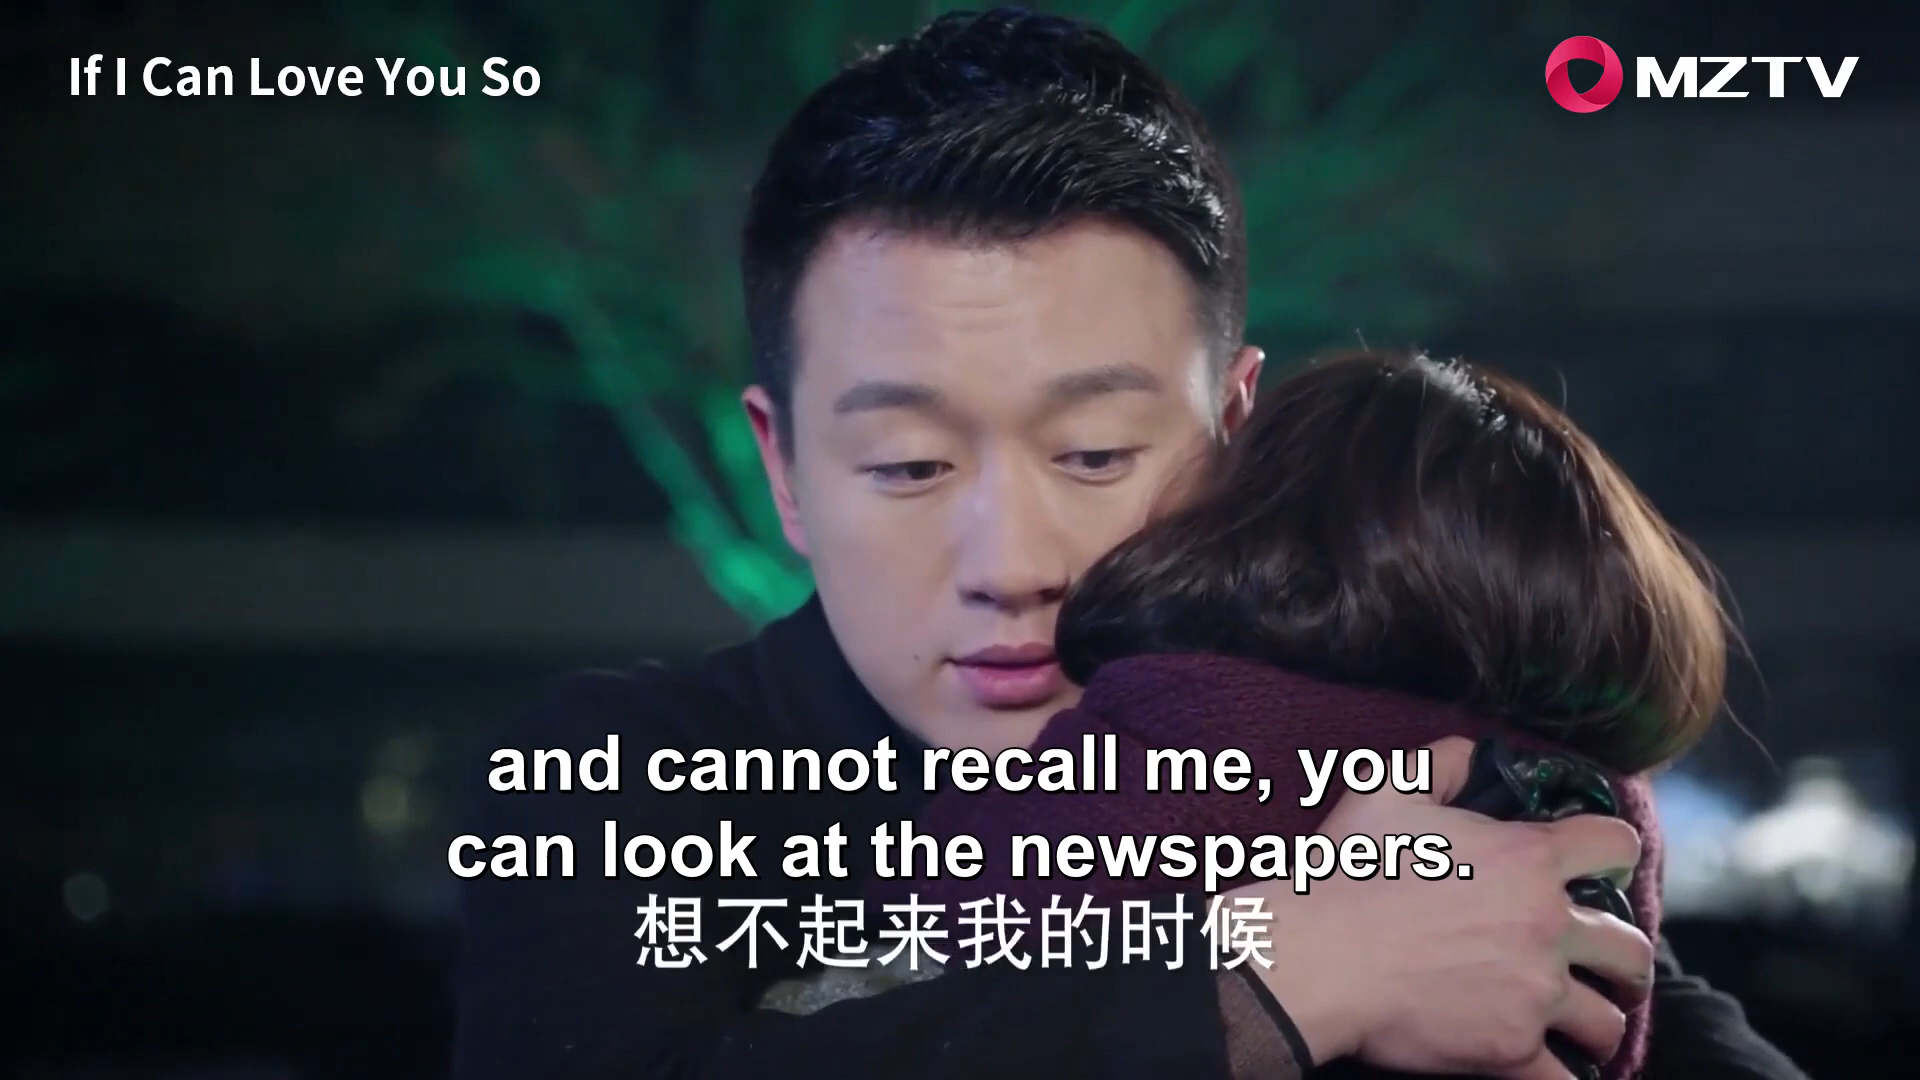 If I Can Love You So
MZTV
and cannot recall me, you
can look at the newspapers.
想不起来我的时候